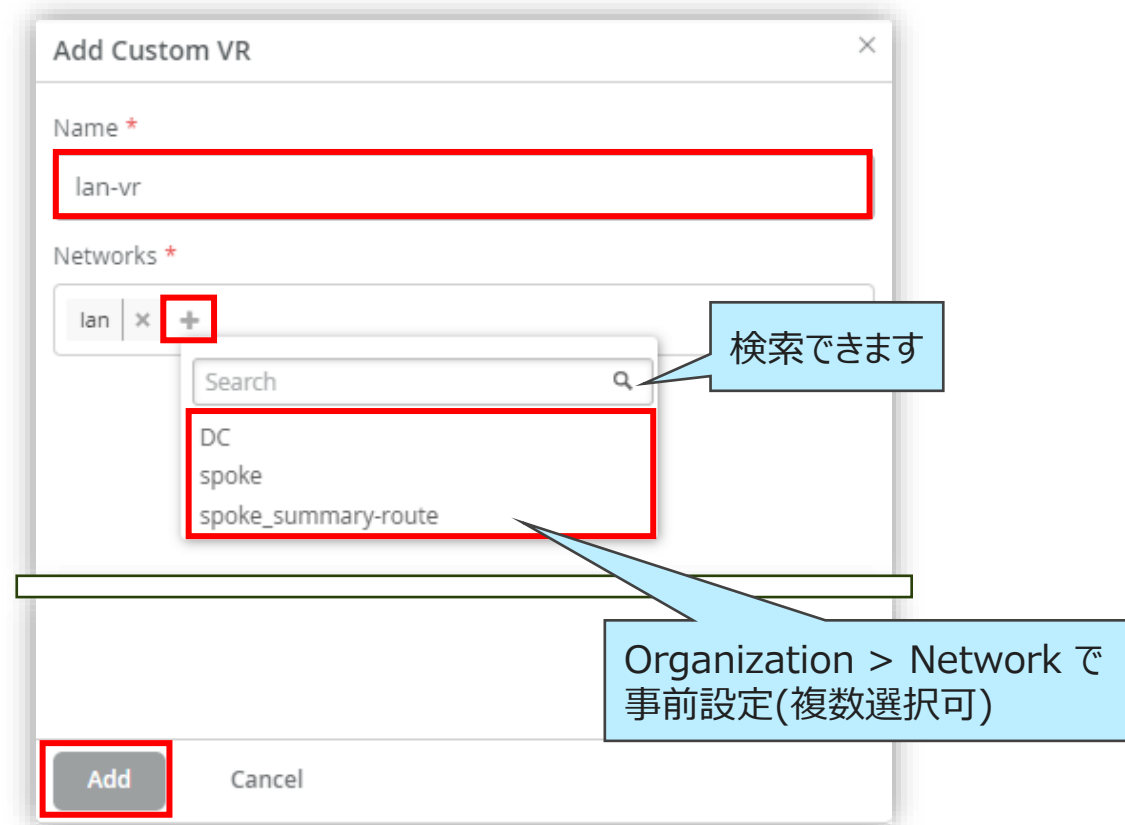 Add Custom VR
Name *
lan-vr
Networks *
lan
検索できます
Search
DC
spoke
spoke_summary-route
Organization > Network で
事前設定(複数選択可)
Add
Cancel